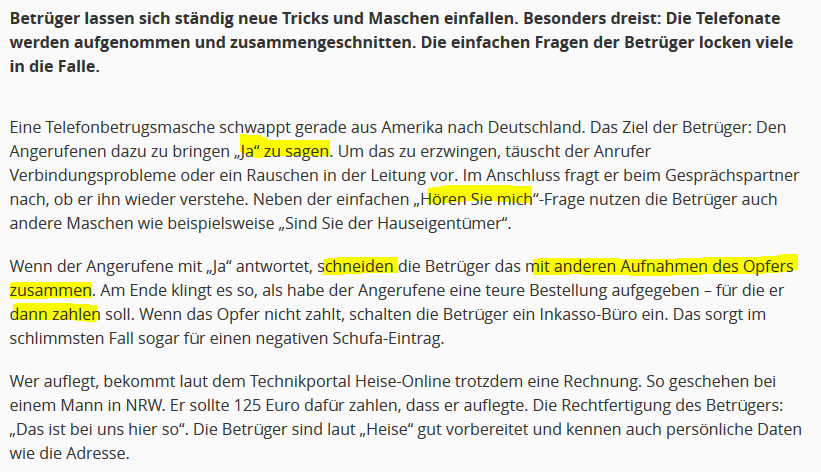 Betrüger lassen sich ständig neue Tricks und Maschen einfallen. Besonders dreist: Die Telefonate
werden aufgenommen und zusammengeschnitten. Die einfachen Fragen der Betrüger locken viele
in die Falle.
Eine Telefonbetrugsmasche schwappt gerade aus Amerika nach Deutschland. Das Ziel der Betrüger: Den
Angerufenen dazu zu bringen „Ja“ zu sagen. Um das zu erzwingen, täuscht der Anrufer
Verbindungsprobleme oder ein Rauschen in der Leitung vor. Im Anschluss fragt er beim Gesprächspartner
nach, ob er ihn wieder verstehe. Neben der einfachen „Hören Sie mich“-Frage nutzen die Betrüger auch
andere Maschen wie beispielsweise „Sind Sie der Hauseigentümer“.
Wenn der Angerufene mit „Ja“ antwortet, schneiden die Betrüger das mit anderen Aufnahmen des Opfers
zusammen. Am Ende klingt es so, als habe der Angerufene eine teure Bestellung aufgegeben – für die er
dann zahlen soll. Wenn das Opfer nicht zahlt, schalten die Betrüger ein Inkasso-Büro ein. Das sorgt im
schlimmsten Fall sogar für einen negativen Schufa-Eintrag.
Wer auflegt, bekommt laut dem Technikportal Heise-Online trotzdem eine Rechnung. So geschehen bei
einem Mann in NRW. Er sollte 125 Euro dafür zahlen, dass er auflegte. Die Rechtfertigung des Betrügers:
„Das ist bei uns hier so“. Die Betrüger sind laut „Heise“ gut vorbereitet und kennen auch persönliche Daten
wie die Adresse.